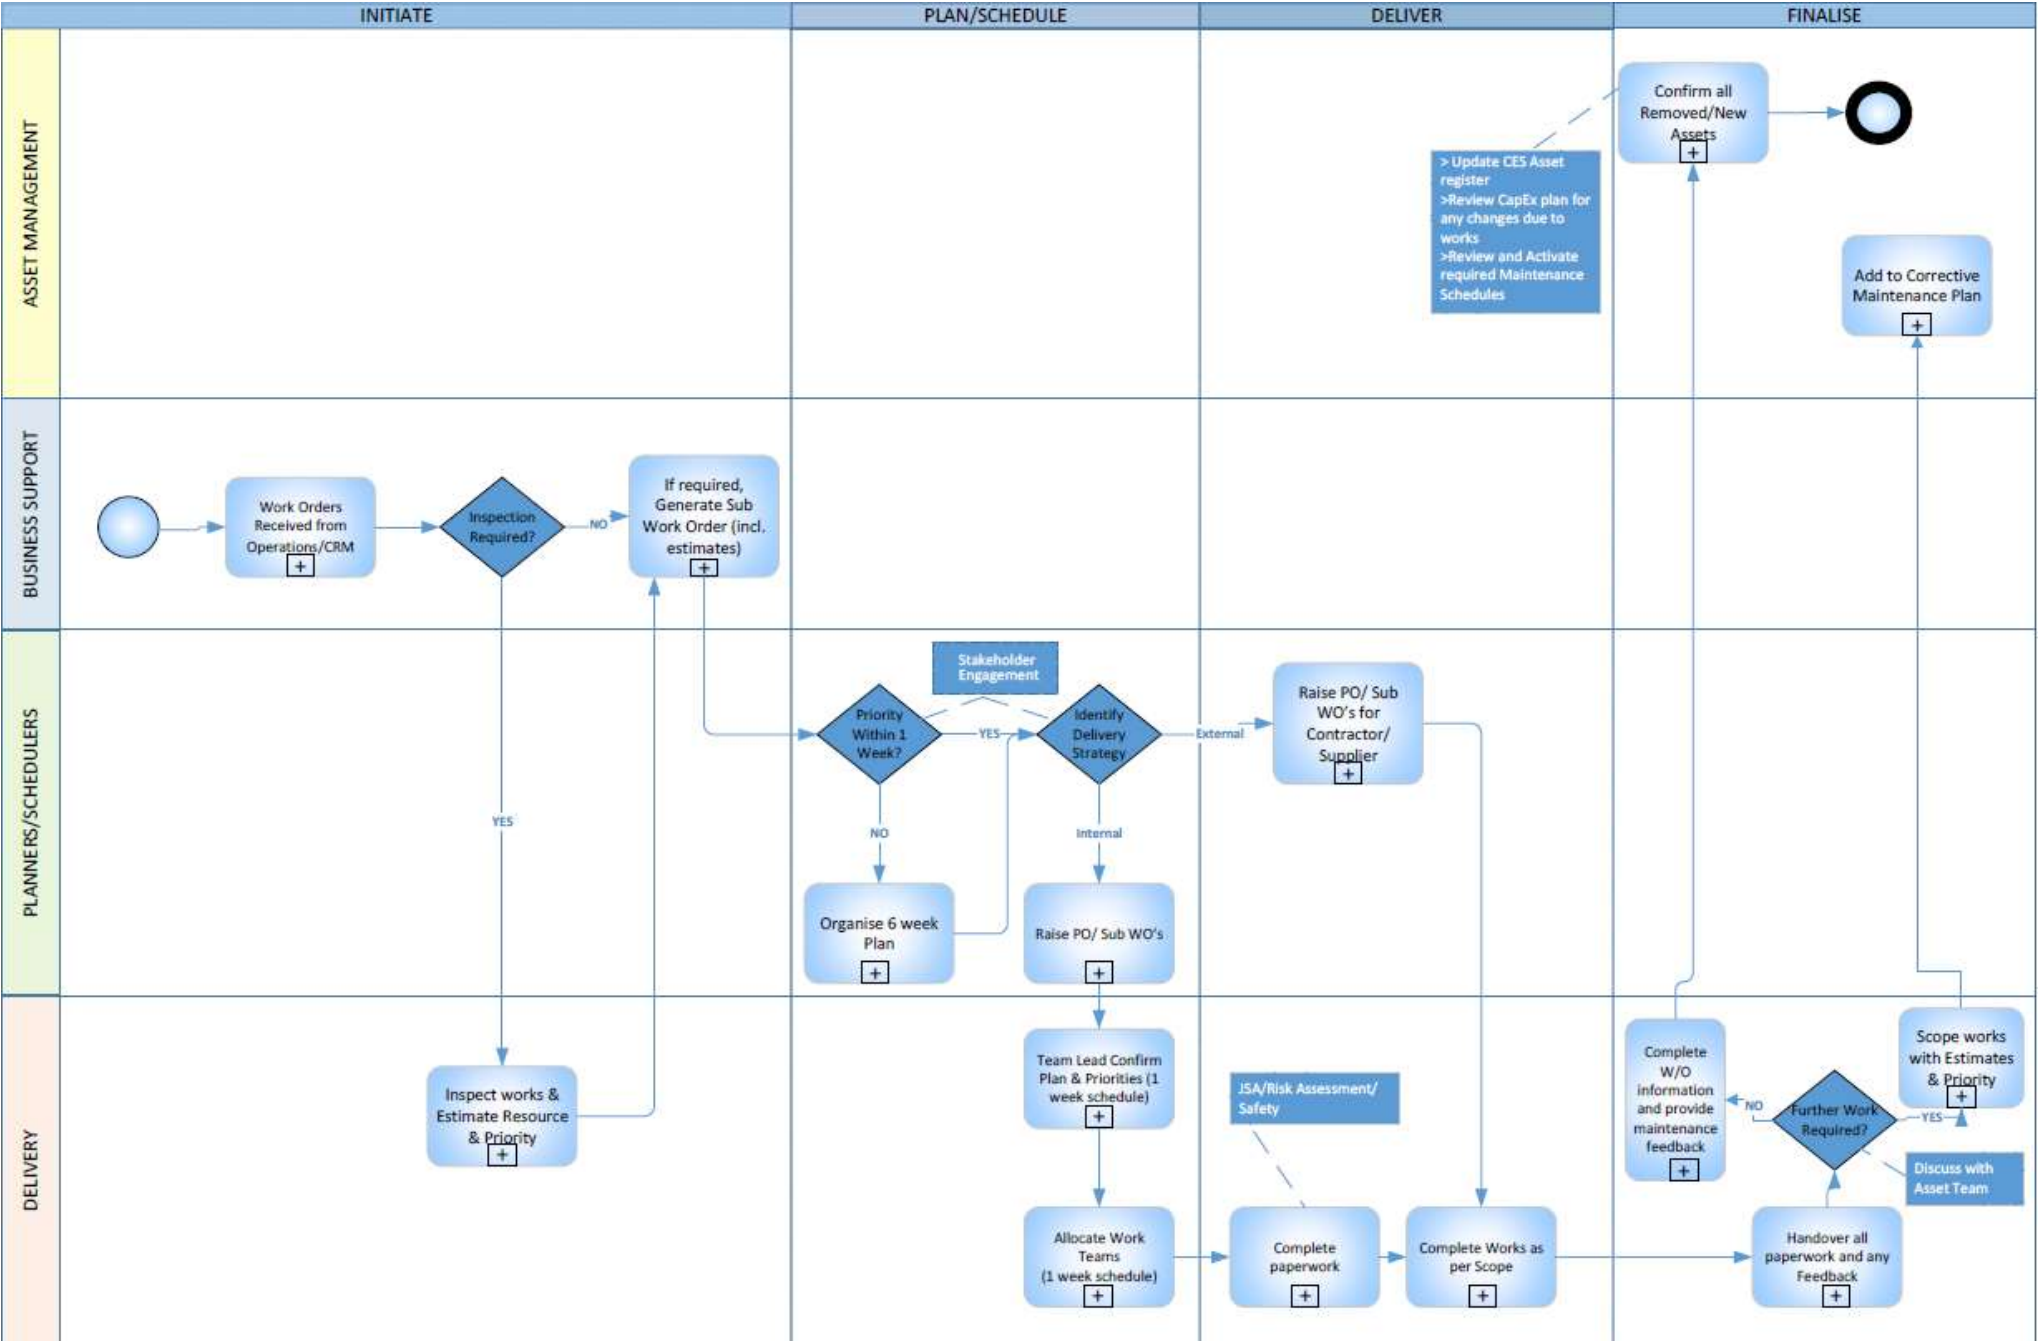 INITIATE
PLAN/SCHEDULE
DELIVER
FINALISE
ASSET MANAGEMENT
Confirm all
Removed/New
Assets
> Update CES Asset
register
>Review CapEx plan for
any changes due to
works
>Review and Activate
required Maintenance
Schedules
Add to Corrective
Maintenance Plan
BUSINESS SUPPORT
Work Orders
Received from
Operations/CRM
Inspection
Required?
NO
If required,
Generate Sub
Work Order (incl.
estimates)
PLANNERS/SCHEDULERS
YES
Stakeholder
Engagement
Priority
Within 1
Week?
YES
Identify
Delivery
Strategy
External
Raise PO/ Sub
WO's for
Contractor/
Supplier
NO
Internal
Organise 6 week
Plan
Raise PO/ Sub WO's
DELIVERY
Inspect works &
Estimate Resource
& Priority
Team Lead Confirm
Plan & Priorities (1
week schedule)
JSA/Risk Assessment/
Safety
Complete
W/O
information
and provide
maintenance
feedback
NO
Further Work
Required?
YES
Scope works
with Estimates
& Priority
Discuss with
Asset Team
Allocate Work
Teams
(1 week schedule)
Complete
paperwork
Complete Works as
per Scope
Handover all
paperwork and any
Feedback